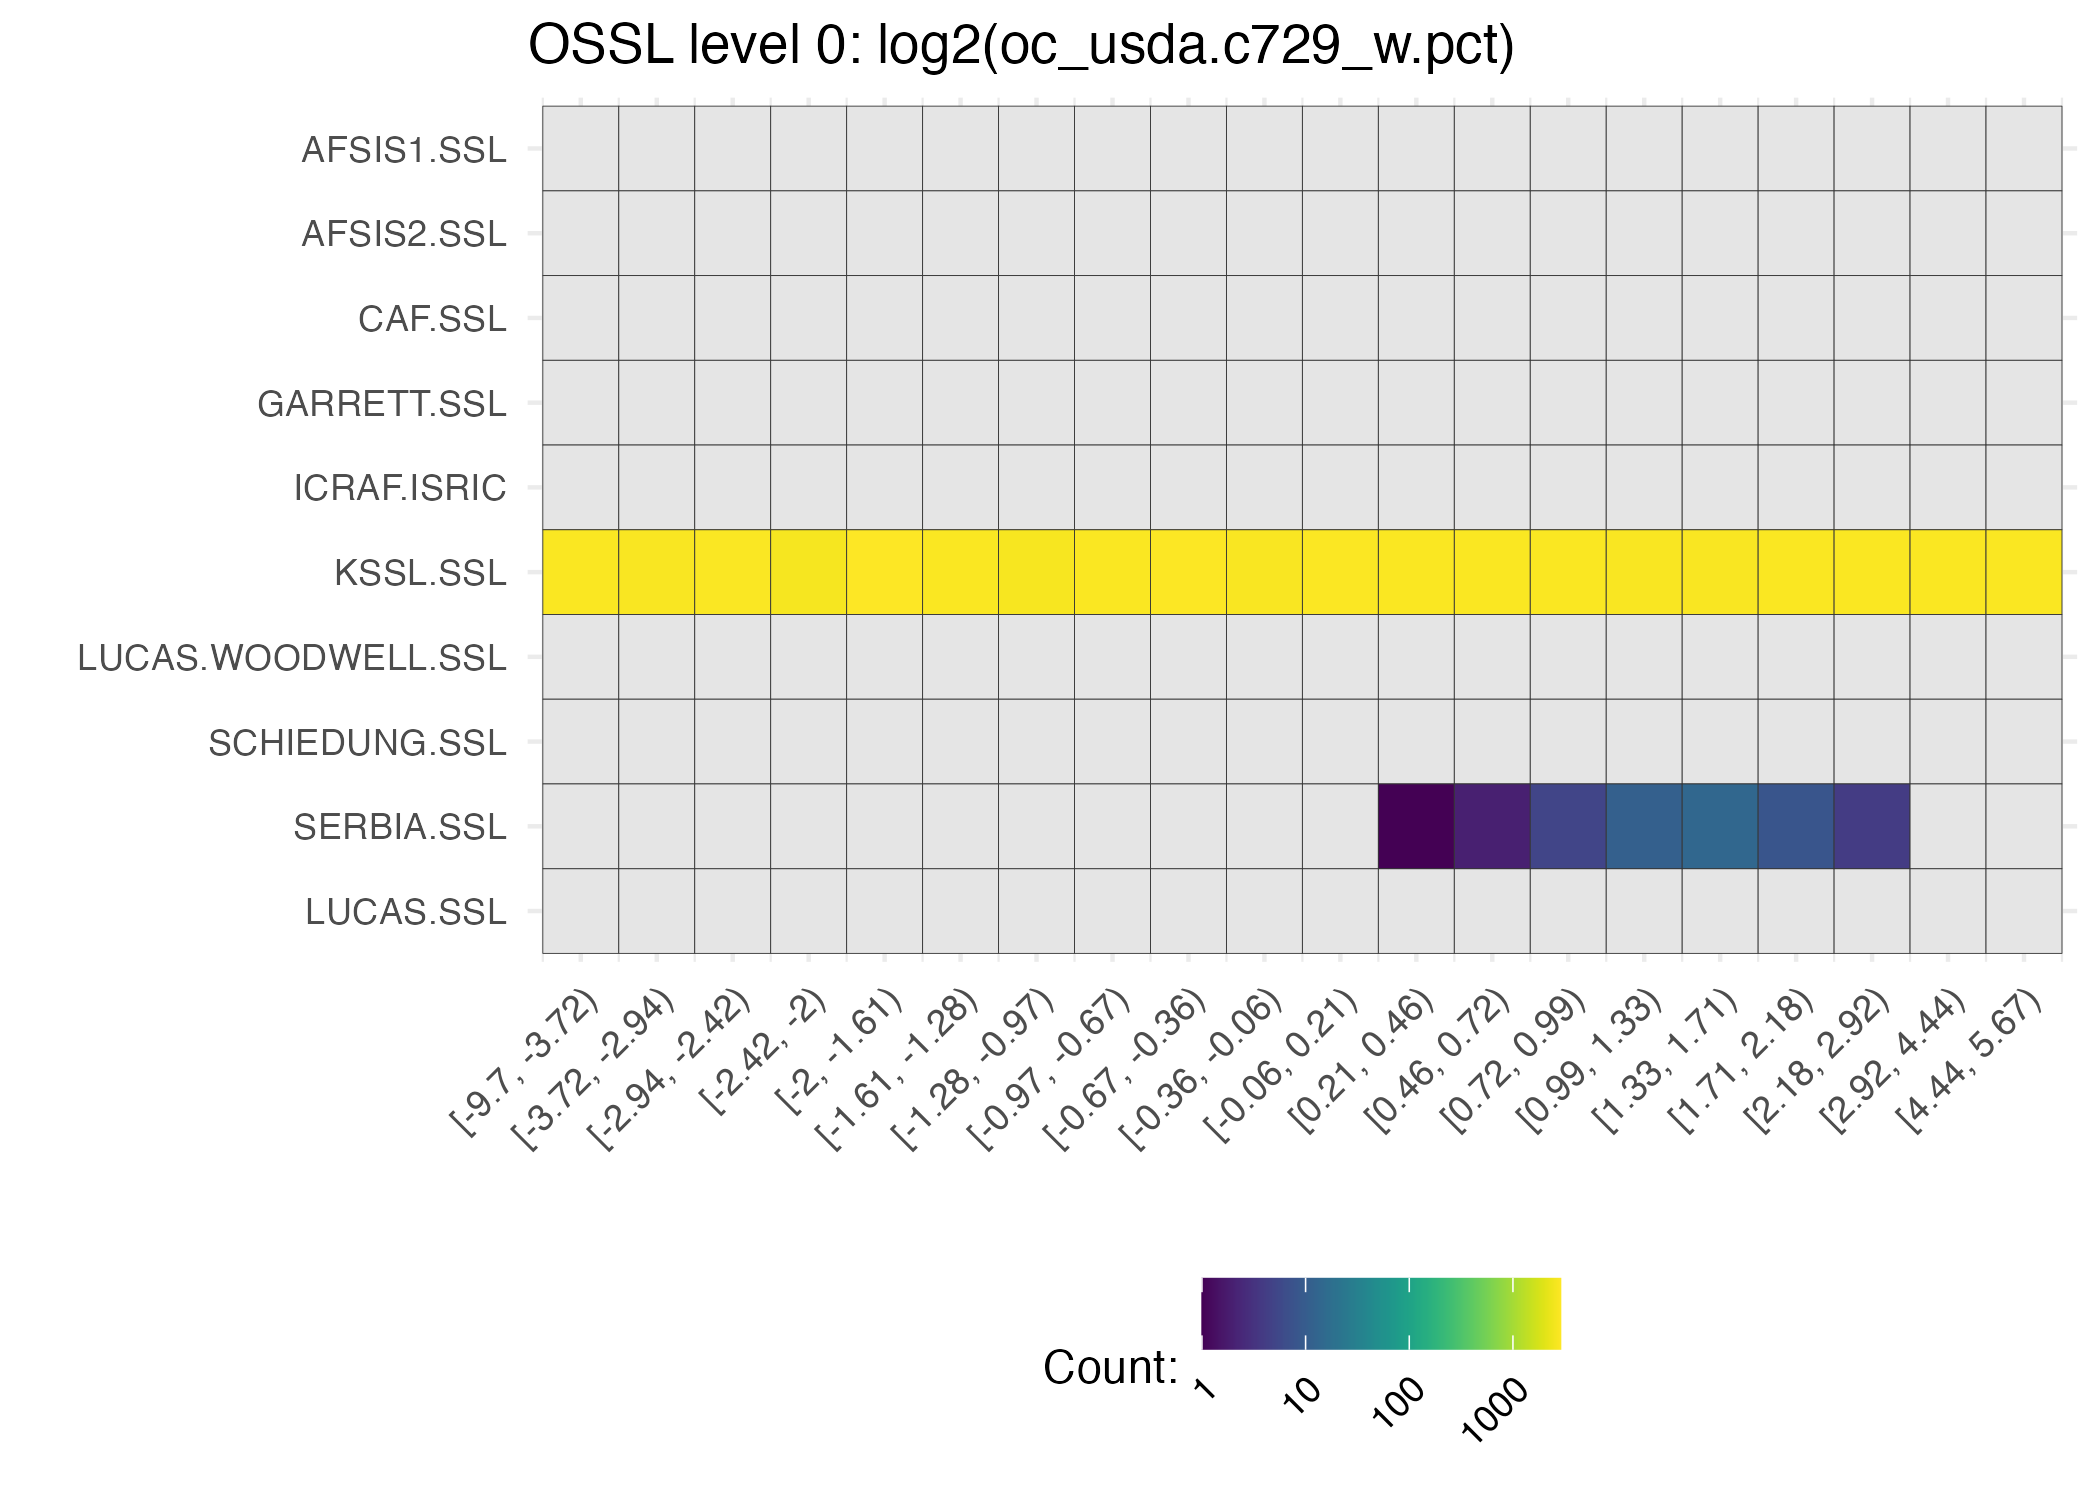 OSSL level 0: log2(oc_usda.c729_w.pct)
AFSIS1.SSL
AFSIS2.SSL
CAF.SSL
GARRETT.SSL
ICRAF.ISRIC
KSSL.SSL
LUCAS.WOODWELL.SSL
SCHIEDUNG.SSL
SERBIA.SSL
LUCAS.SSL
[-9.7, -3.72)
[-3.72, -2.94)
[-2.94, -2.42)
[-2.42, -2)
[-2, -1.61)
[-1.61, -1.28)
[-1.28, -0.97)
[-0.97, -0.67)
[-0.67, -0.36)
[-0.36, -0.06)
[-0.06, 0.21)
[0.21, 0.46)
[0.46, 0.72)
[0.72, 0.99)
[0.99, 1.33)
[1.33, 1.71)
[1.71, 2.18)
[2.18, 2.92)
[2.92, 4.44)
[4.44, 5.67)
Count:
1
10
100
1000